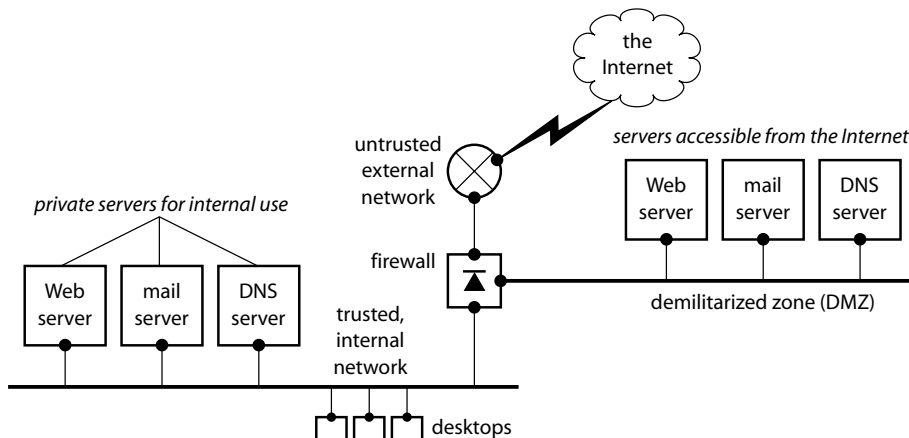 the
Internet
untrusted
external
network
servers accessible from the Internet
Web
server
mail
server
DNS
server
private servers for internal use
firewall
demilitarized zone (DMZ)
Web
server
mail
server
DNS
server
trusted,
internal
network
desktops